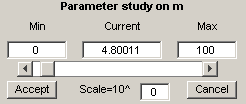 Parameter study on m
Min Current Max
0 4.80011 100
Accept Scale=10^ 0 Cancel